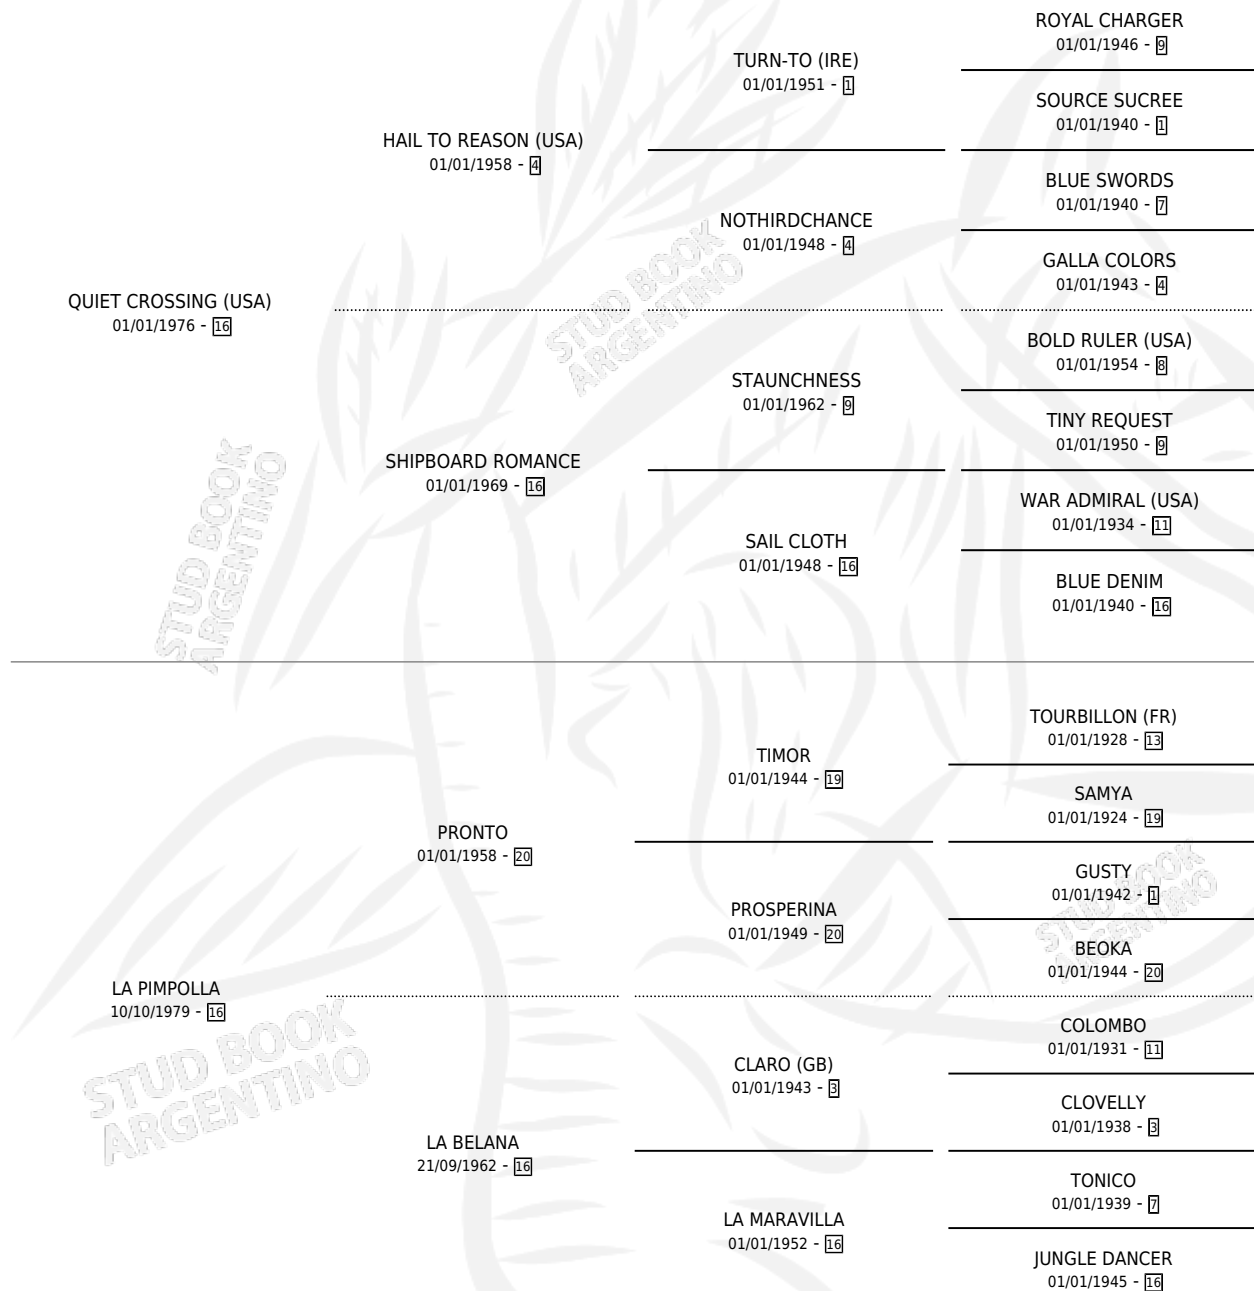 QUIET CROSSING (USA)
01/01/1976 - 16
HAIL TO REASON (USA)
01/01/1958 - 4
SHIPBOARD ROMANCE
01/01/1969 - 16
TURN-TO (IRE)
01/01/1951 - 1
NOTHIRDCHANCE
01/01/1948 - 4
STAUNCHNESS
01/01/1962 - 9
SAIL CLOTH
01/01/1948 - 16
ROYAL CHARGER
01/01/1946 - 9
SOURCE SUCREE
01/01/1940 - 1
BLUE SWORDS
01/01/1940 - 7
GALLA COLORS
01/01/1943 - 4
BOLD RULER (USA)
01/01/1954 - 8
TINY REQUEST
01/01/1950 - 9
WAR ADMIRAL (USA)
01/01/1934 - 11
BLUE DENIM
01/01/1940 - 16
LA PIMPOLLA
10/10/1979 - 16
PRONTO
01/01/1958 - 20
LA BELANA
21/09/1962 - 16
TIMOR
01/01/1944 - 19
PROSPERINA
01/01/1949 - 20
CLARO (GB)
01/01/1943 - 3
LA MARAVILLA
01/01/1952 - 16
TOURBILLON (FR)
01/01/1928 - 13
SAMYA
01/01/1924 - 19
GUSTY
01/01/1942 - 1
BEOKA
01/01/1944 - 20
COLOMBO
01/01/1931 - 11
CLOVELLY
01/01/1938 - 3
TONICO
01/01/1939 - 7
JUNGLE DANCER
01/01/1945 - 16
STUD BOOK
ARGENTINO
STUD BOOK
ARGENTINO
STUD BOOK
ARGENTINO
STUD BOOK
ARGENTINO